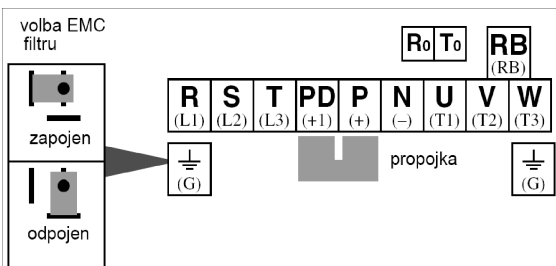 volba EMC
filtru
zapojen
odpojen
R0 T0
RB
(RB)
R S T PD P N U V W
(L1) (L2) (L3) (+1) (+) (–) (T1) (T2) (T3)
(G)
propojka
(G)